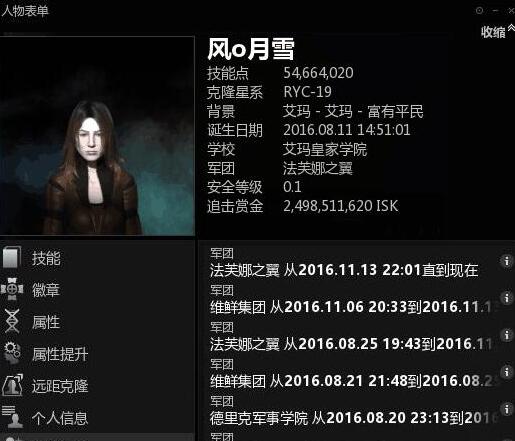 人物表单
收缩
风o月雪
技能点 54,664,020
克隆星系 RYC-19
背景 艾玛 - 艾玛 - 富有平民
诞生日期 2016.08.11 14:51:01
学校 艾玛皇家学院
军团 法芙娜之翼
安全等级 0.1
追击赏金 2,498,511,620 ISK
技能
徽章
属性
属性提升
远距克隆
个人信息
军团
法芙娜之翼 从2016.11.13 22:01直到现在
军团
维鲜集团 从2016.11.06 20:33到2016.11.13
军团
法芙娜之翼 从2016.08.25 19:43到2016.11
军团
维鲜集团 从2016.08.21 21:48到2016.08.25
军团
德里克军事学院 从2016.08.20 23:13到2016
军团